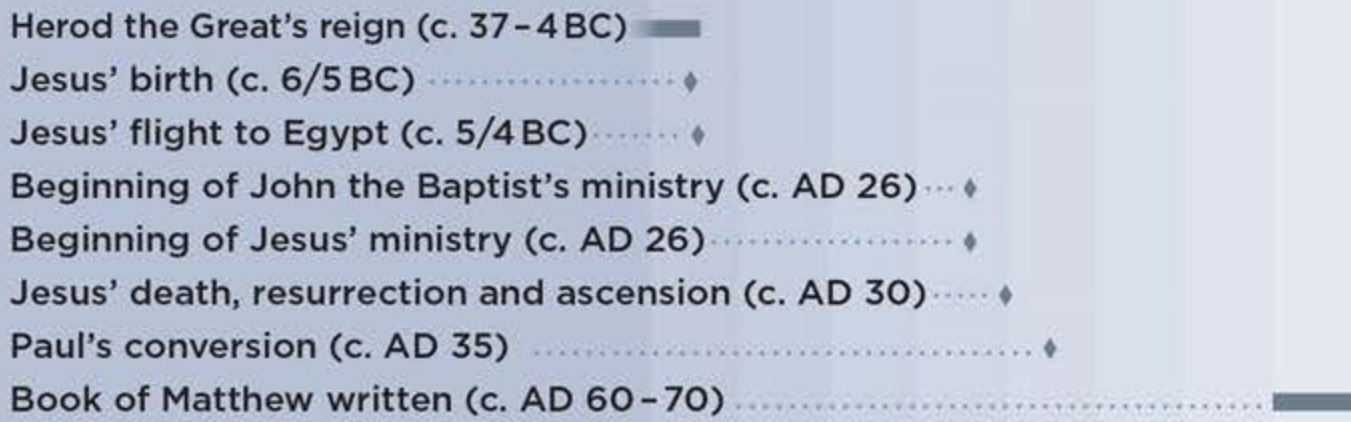 Herod the Great’s reign (c. 37–4 BC)
Jesus’ birth (c. 6/5 BC)
Jesus’ flight to Egypt (c. 5/4 BC)
Beginning of John the Baptist’s ministry (c. AD 26)
Beginning of Jesus’ ministry (c. AD 26)
Jesus’ death, resurrection and ascension (c. AD 30)
Paul’s conversion (c. AD 35)
Book of Matthew written (c. AD 60–70)